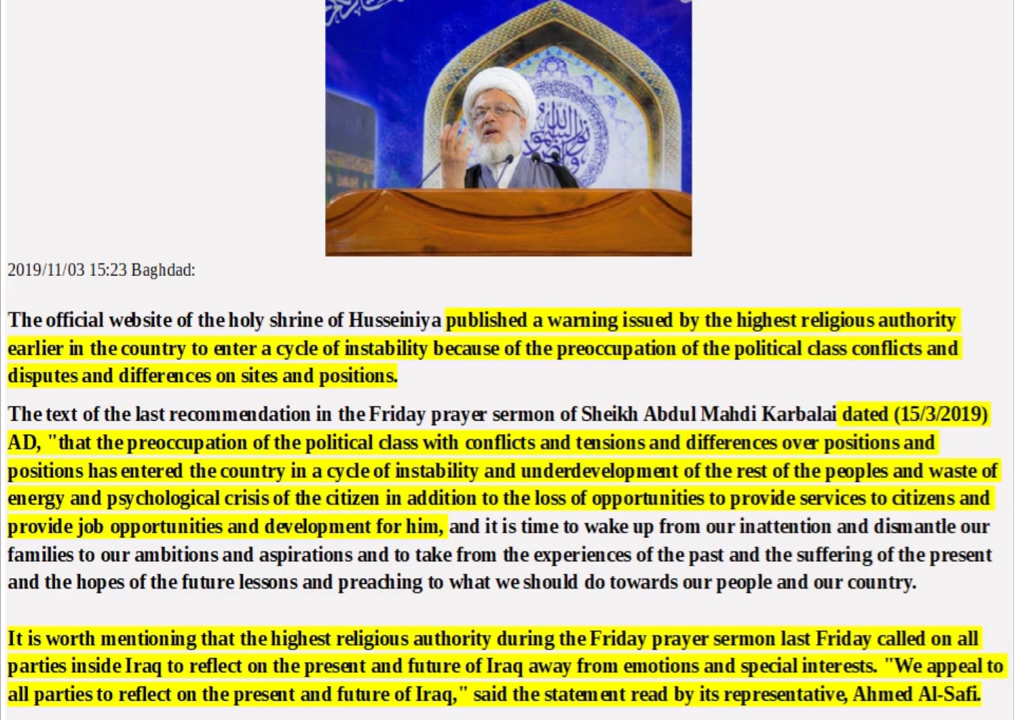 2019/11/03 15:23 Baghdad:
The official website of the holy shrine of Husseiniya published a warning issued by the highest religious authority
earlier in the country to enter a cycle of instability because of the preoccupation of the political class conflicts and
disputes and differences on sites and positions.
The text of the last recommendation in the Friday prayer sermon of Sheikh Abdul Mahdi Karbalai dated (15/3/2019)
AD, "that the preoccupation of the political class with conflicts and tensions and differences over positions and
positions has entered the country in a cycle of instability and underdevelopment of the rest of the peoples and waste of
energy and psychological crisis of the citizen in addition to the loss of opportunities to provide services to citizens and
provide job opportunities and development for him, and it is time to wake up from our inattention and dismantle our
families to our ambitions and aspirations and to take from the experiences of the past and the suffering of the present
and the hopes of the future lessons and preaching to what we should do towards our people and our country.
It is worth mentioning that the highest religious authority during the Friday prayer sermon last Friday called on all
parties inside Iraq to reflect on the present and future of Iraq away from emotions and special interests. "We appeal to
all parties to reflect on the present and future of Iraq," said the statement read by its representative, Ahmed Al-Safi.